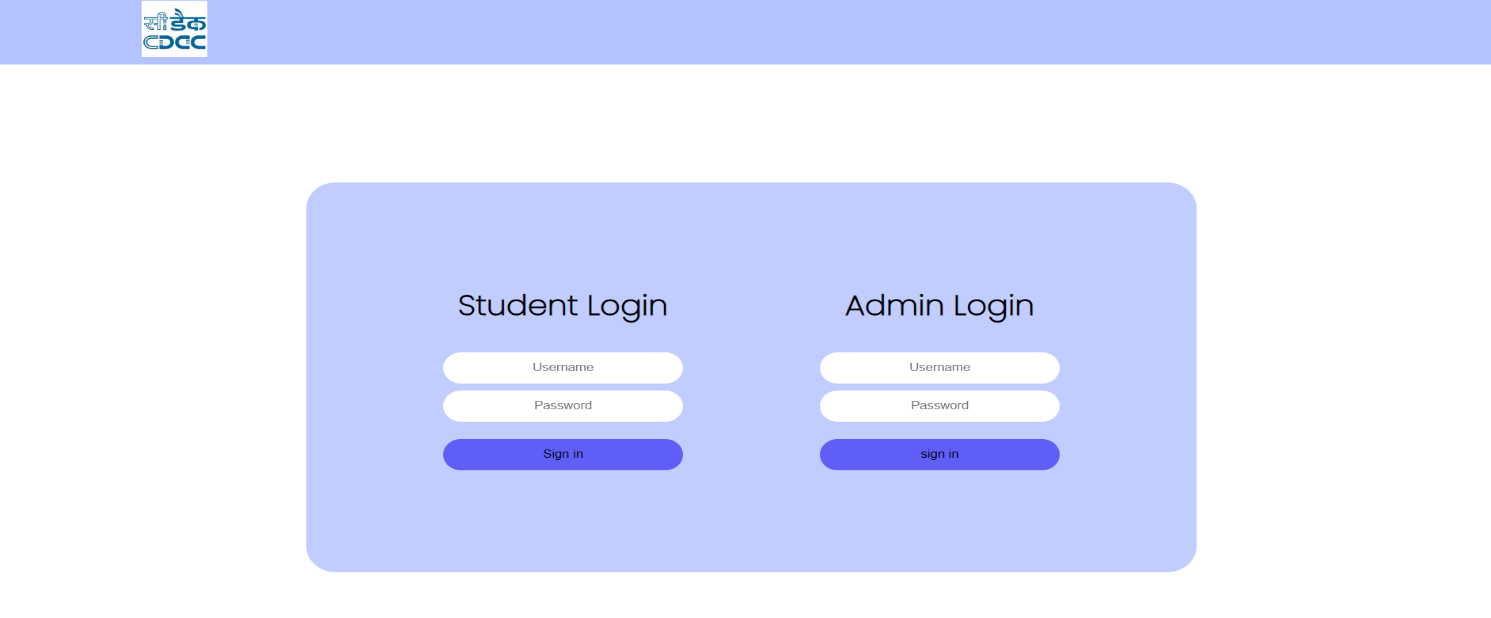 सी डैक
CDAC
Student Login
Username
Password
Sign in
Admin Login
Username
Password
sign in